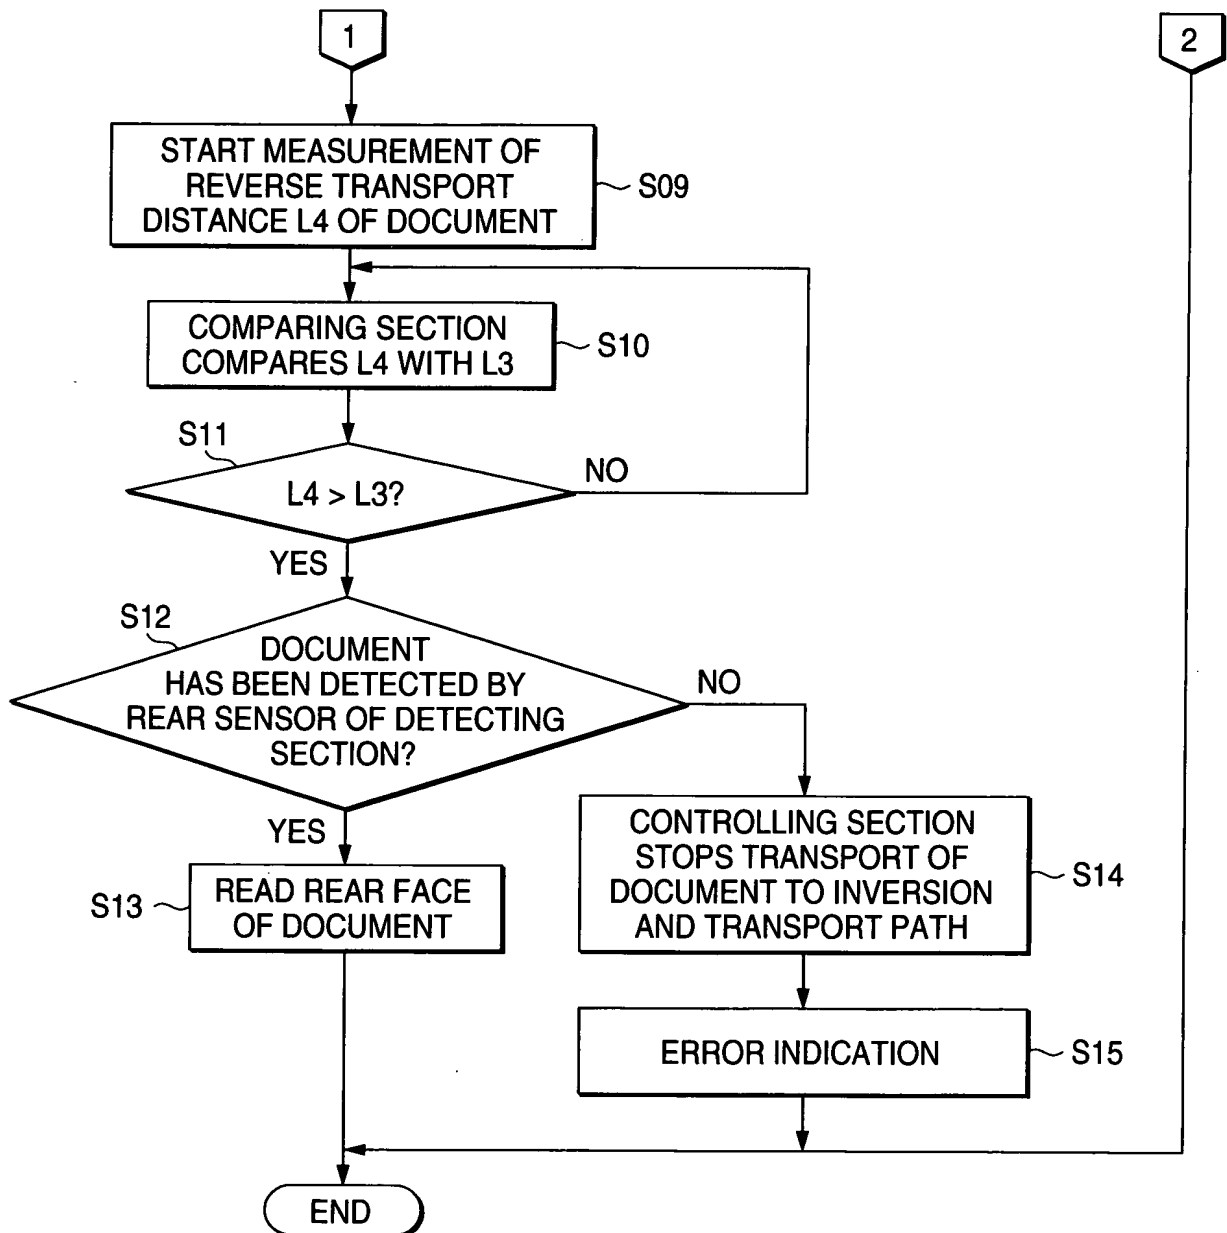 1
2
START MEASUREMENT OF
REVERSE TRANSPORT
DISTANCE L4 OF DOCUMENT
S09
COMPARING SECTION
COMPARES L4 WITH L3
S10
S11
L4 > L3?
NO
YES
S12
DOCUMENT
HAS BEEN DETECTED BY
REAR SENSOR OF DETECTING
SECTION?
NO
YES
S13
READ REAR FACE
OF DOCUMENT
CONTROLLING SECTION
STOPS TRANSPORT OF
DOCUMENT TO INVERSION
AND TRANSPORT PATH
S14
ERROR INDICATION
S15
END